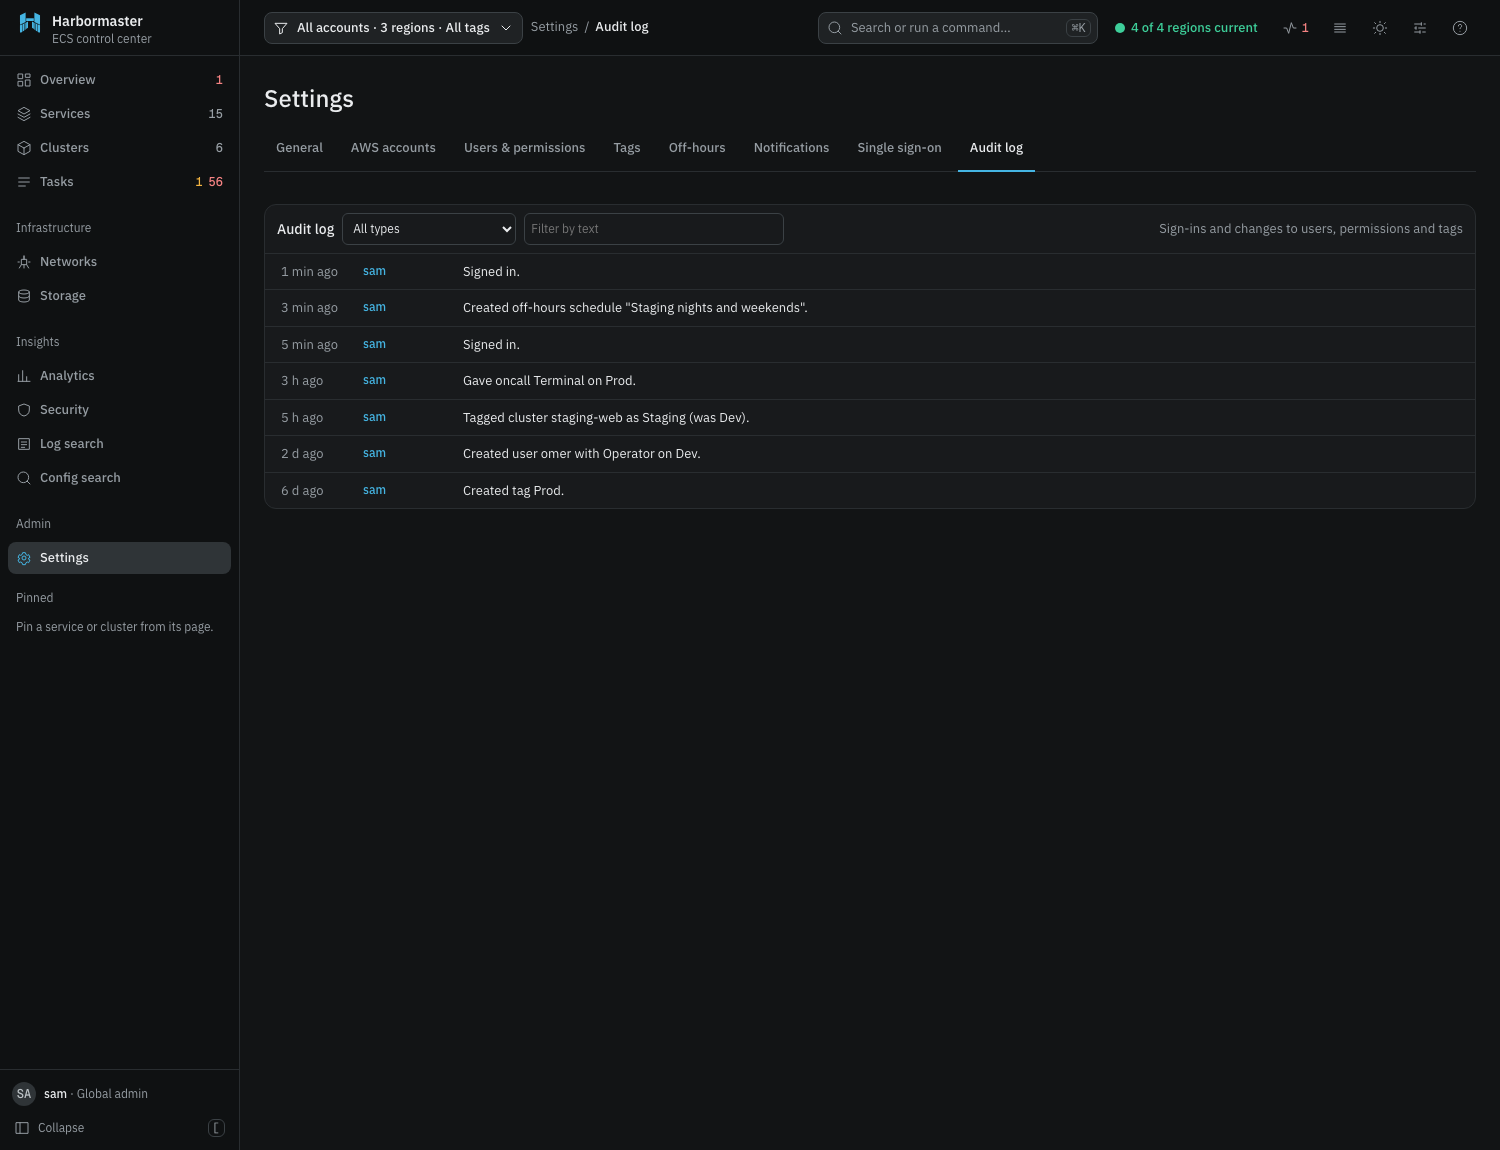 Harbormaster
ECS control center
All accounts · 3 regions · All tags
Settings / Audit log
Search or run a command...
⌘K
4 of 4 regions current
1
Overview 1
Services 15
Clusters 6
Tasks 1 56
Infrastructure
Networks
Storage
Insights
Analytics
Security
Log search
Config search
Admin
Settings
Pinned
Pin a service or cluster from its page.
SA sam · Global admin
Collapse [
Settings
General AWS accounts Users & permissions Tags Off-hours Notifications Single sign-on Audit log
Audit log All types Filter by text Sign-ins and changes to users, permissions and tags
1 min ago sam Signed in.
3 min ago sam Created off-hours schedule "Staging nights and weekends".
5 min ago sam Signed in.
3 h ago sam Gave oncall Terminal on Prod.
5 h ago sam Tagged cluster staging-web as Staging (was Dev).
2 d ago sam Created user omer with Operator on Dev.
6 d ago sam Created tag Prod.